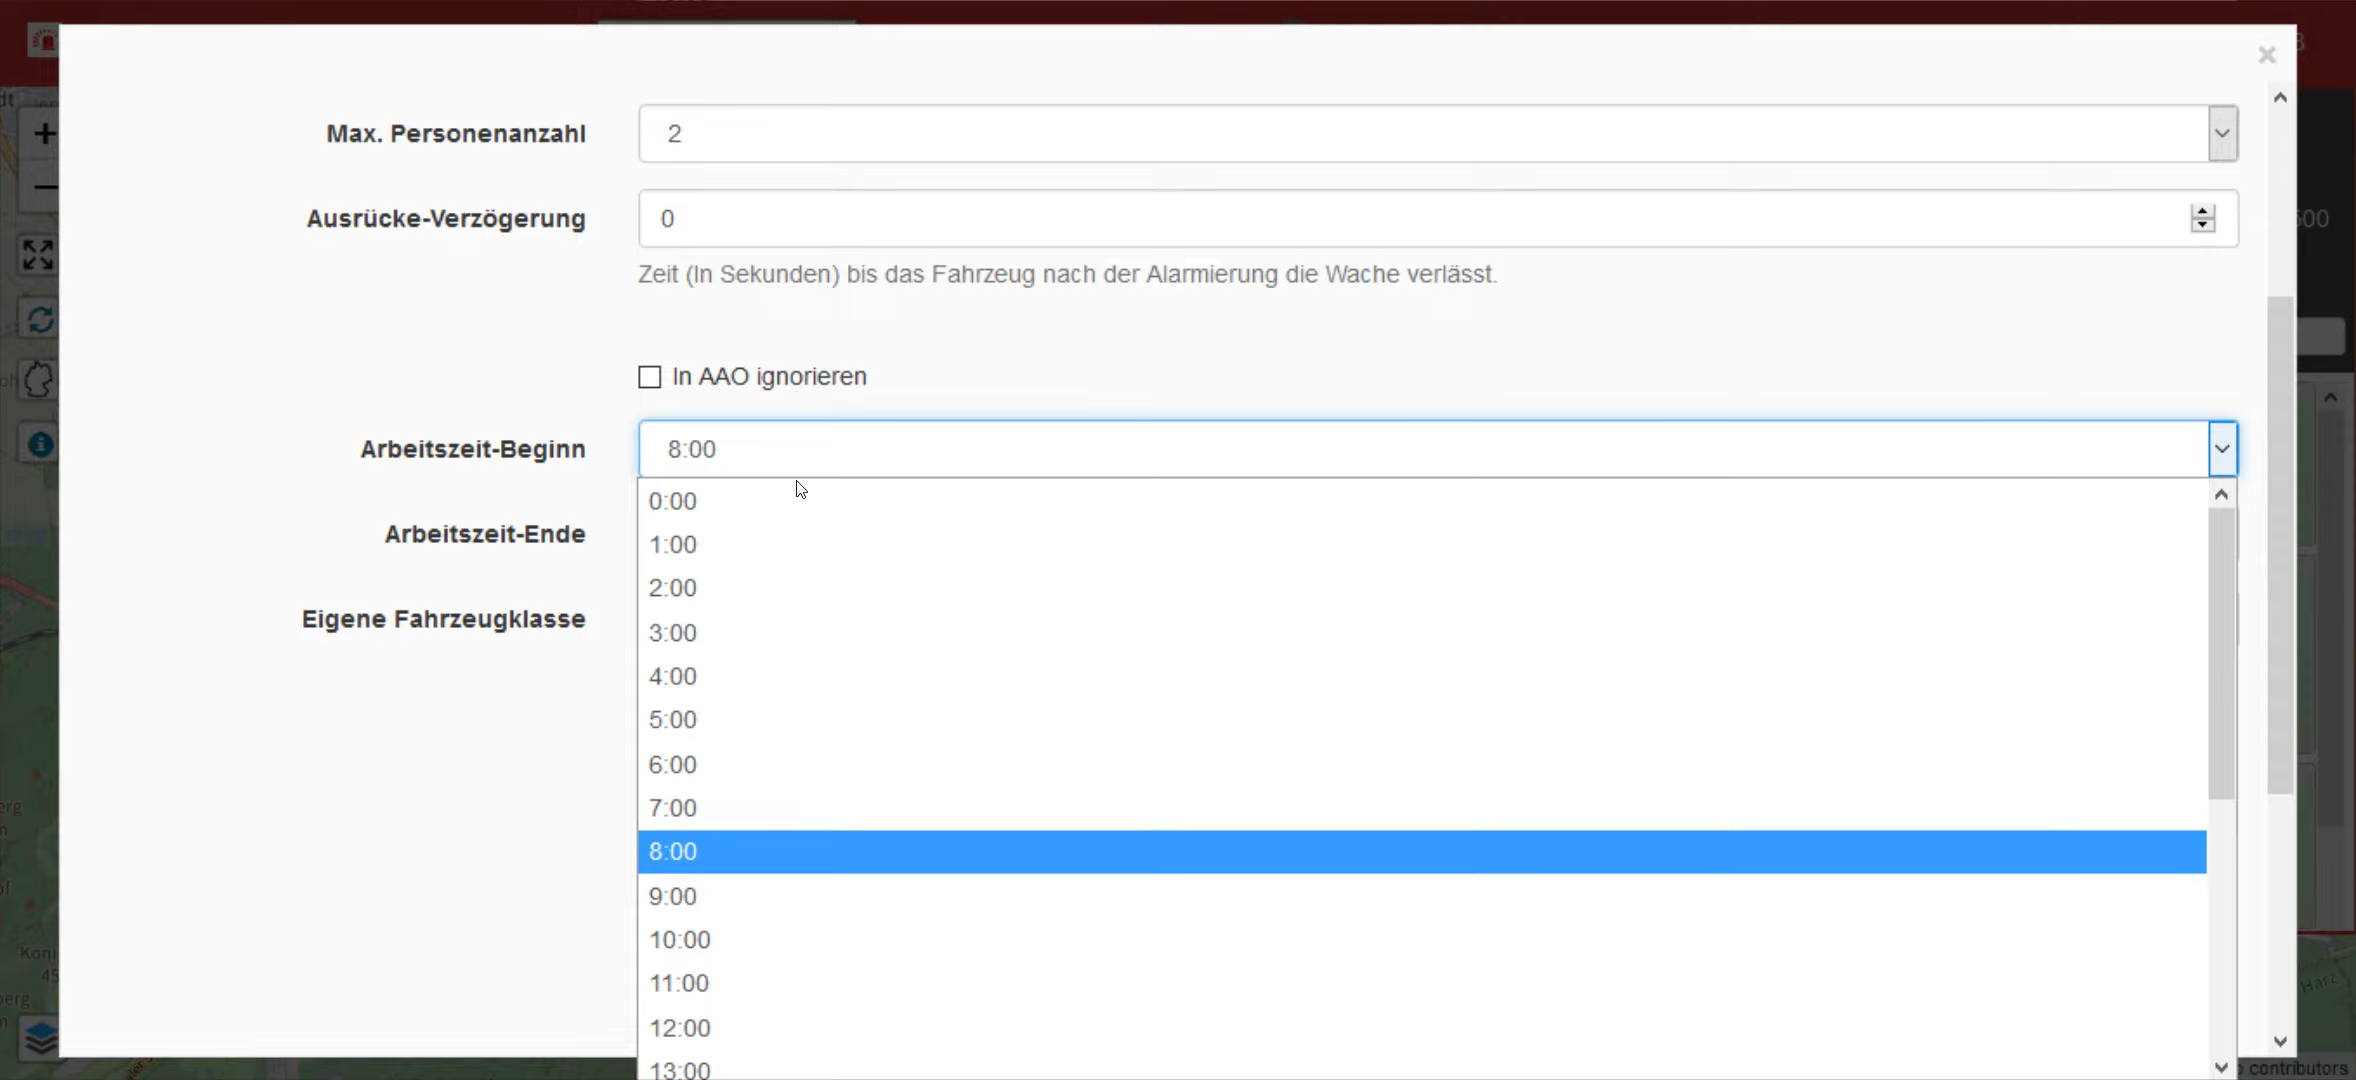 ×
Max. Personenanzahl
2
Ausrücke-Verzögerung
0
Zeit (In Sekunden) bis das Fahrzeug nach der Alarmierung die Wache verlässt.
In AAO ignorieren
Arbeitszeit-Beginn
8:00
0:00
1:00
Arbeitszeit-Ende
2:00
3:00
Eigene Fahrzeugklasse
4:00
5:00
6:00
7:00
8:00
9:00
10:00
11:00
12:00
13:00
Harz
contributors